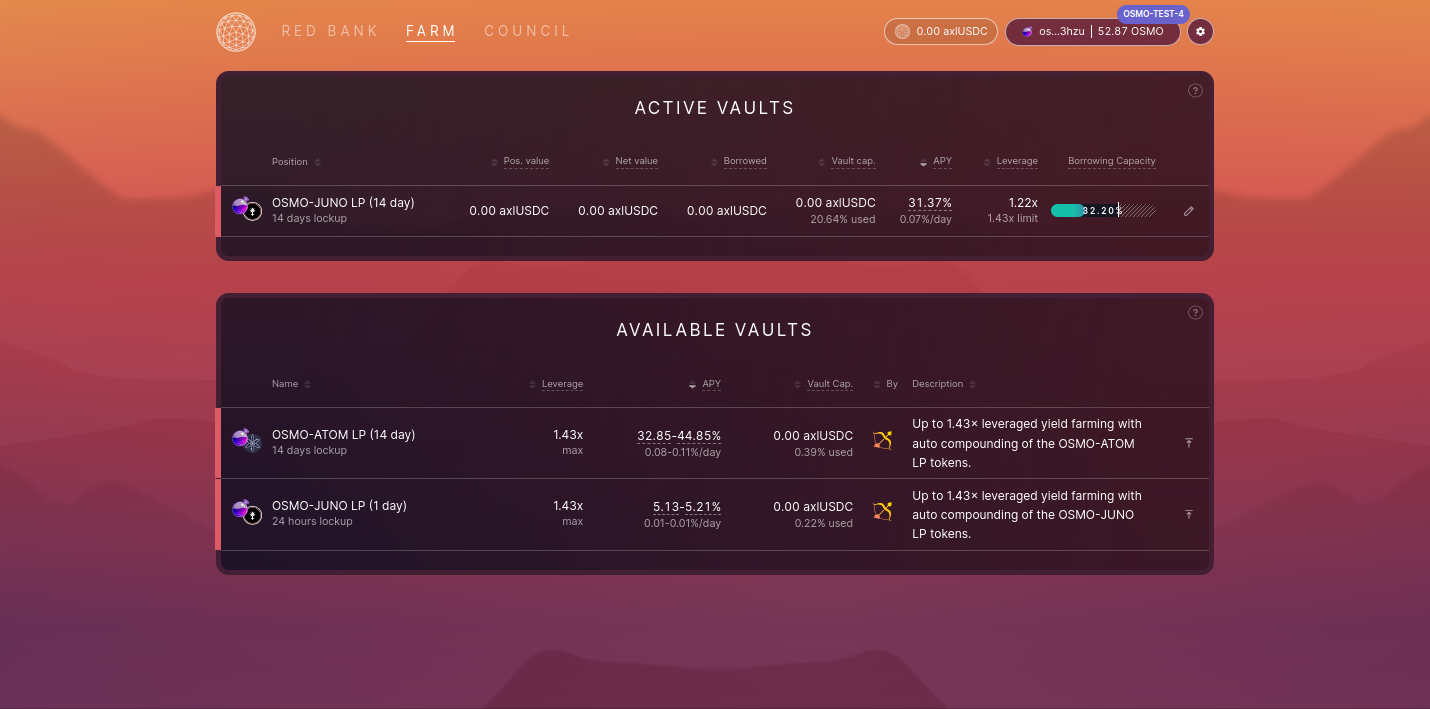 RED BANK FARM COUNCIL
OSMO-TEST-4
0.00 axlUSDC
os...3hzu | 52.87 OSMO
?
ACTIVE VAULTS
Position Pos. value Net value Borrowed Vault cap. APY Leverage Borrowing Capacity
OSMO-JUNO LP (14 day) 0.00 axlUSDC 0.00 axlUSDC 0.00 axlUSDC 0.00 axlUSDC 31.37% 1.22x 32.20%
14 days lockup 20.64% used 0.07%/day 1.43x limit
?
AVAILABLE VAULTS
Name Leverage APY Vault Cap. By Description
OSMO-ATOM LP (14 day) 1.43x 32.85-44.85% 0.00 axlUSDC
14 days lockup max 0.08-0.11%/day 0.39% used
Up to 1.43× leveraged yield farming with
auto compounding of the OSMO-ATOM
LP tokens.
OSMO-JUNO LP (1 day) 1.43x 5.13-5.21% 0.00 axlUSDC
24 hours lockup max 0.01-0.01%/day 0.22% used
Up to 1.43× leveraged yield farming with
auto compounding of the OSMO-JUNO
LP tokens.